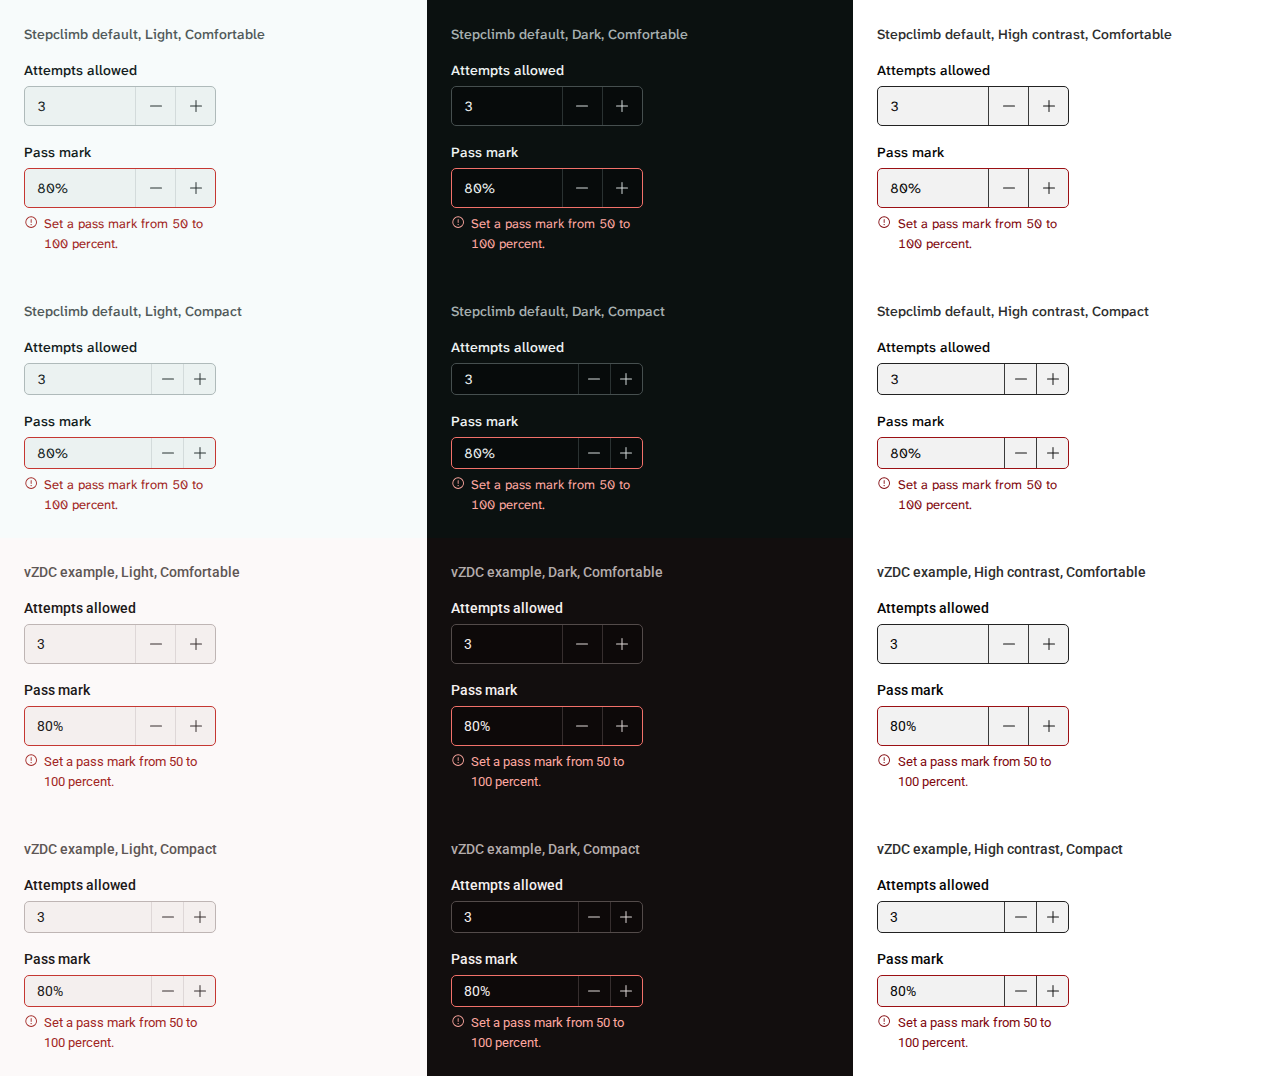 Stepclimb default, Light, Comfortable
Attempts allowed
3
Pass mark
80%
Set a pass mark from 50 to
100 percent.
Stepclimb default, Dark, Comfortable
Attempts allowed
3
Pass mark
80%
Set a pass mark from 50 to
100 percent.
Stepclimb default, High contrast, Comfortable
Attempts allowed
3
Pass mark
80%
Set a pass mark from 50 to
100 percent.
Stepclimb default, Light, Compact
Attempts allowed
3
Pass mark
80%
Set a pass mark from 50 to
100 percent.
Stepclimb default, Dark, Compact
Attempts allowed
3
Pass mark
80%
Set a pass mark from 50 to
100 percent.
Stepclimb default, High contrast, Compact
Attempts allowed
3
Pass mark
80%
Set a pass mark from 50 to
100 percent.
vZDC example, Light, Comfortable
Attempts allowed
3
Pass mark
80%
Set a pass mark from 50 to
100 percent.
vZDC example, Dark, Comfortable
Attempts allowed
3
Pass mark
80%
Set a pass mark from 50 to
100 percent.
vZDC example, High contrast, Comfortable
Attempts allowed
3
Pass mark
80%
Set a pass mark from 50 to
100 percent.
vZDC example, Light, Compact
Attempts allowed
3
Pass mark
80%
Set a pass mark from 50 to
100 percent.
vZDC example, Dark, Compact
Attempts allowed
3
Pass mark
80%
Set a pass mark from 50 to
100 percent.
vZDC example, High contrast, Compact
Attempts allowed
3
Pass mark
80%
Set a pass mark from 50 to
100 percent.